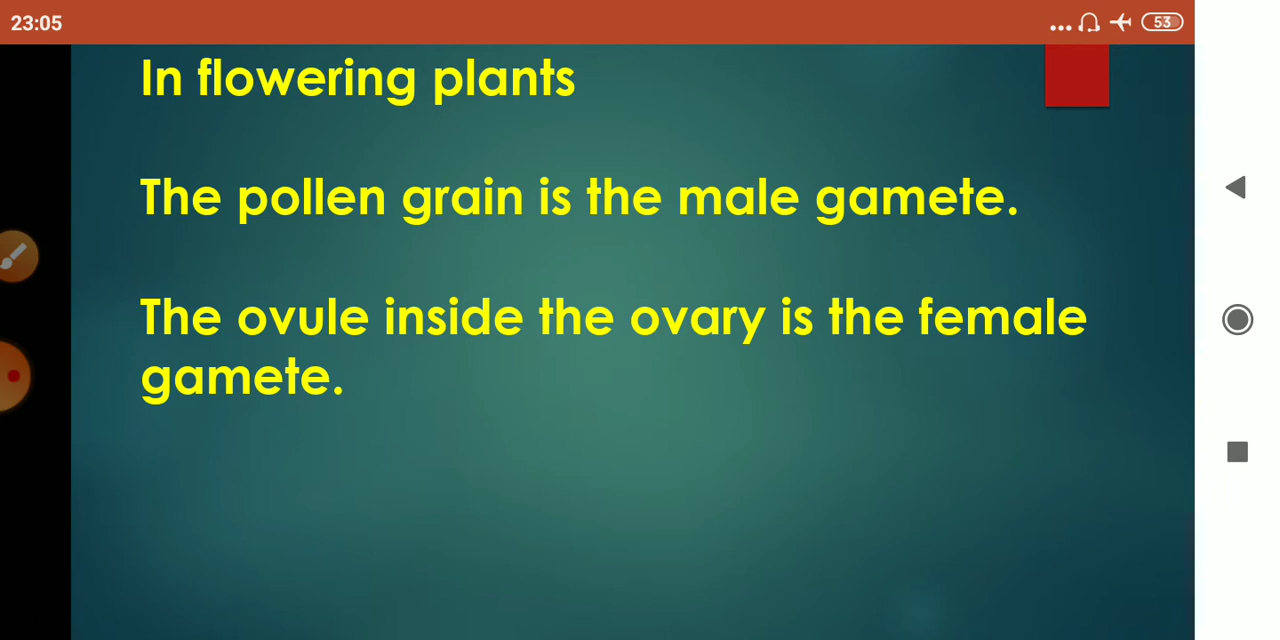 23:05
53
In flowering plants
The pollen grain is the male gamete.
The ovule inside the ovary is the female
gamete.